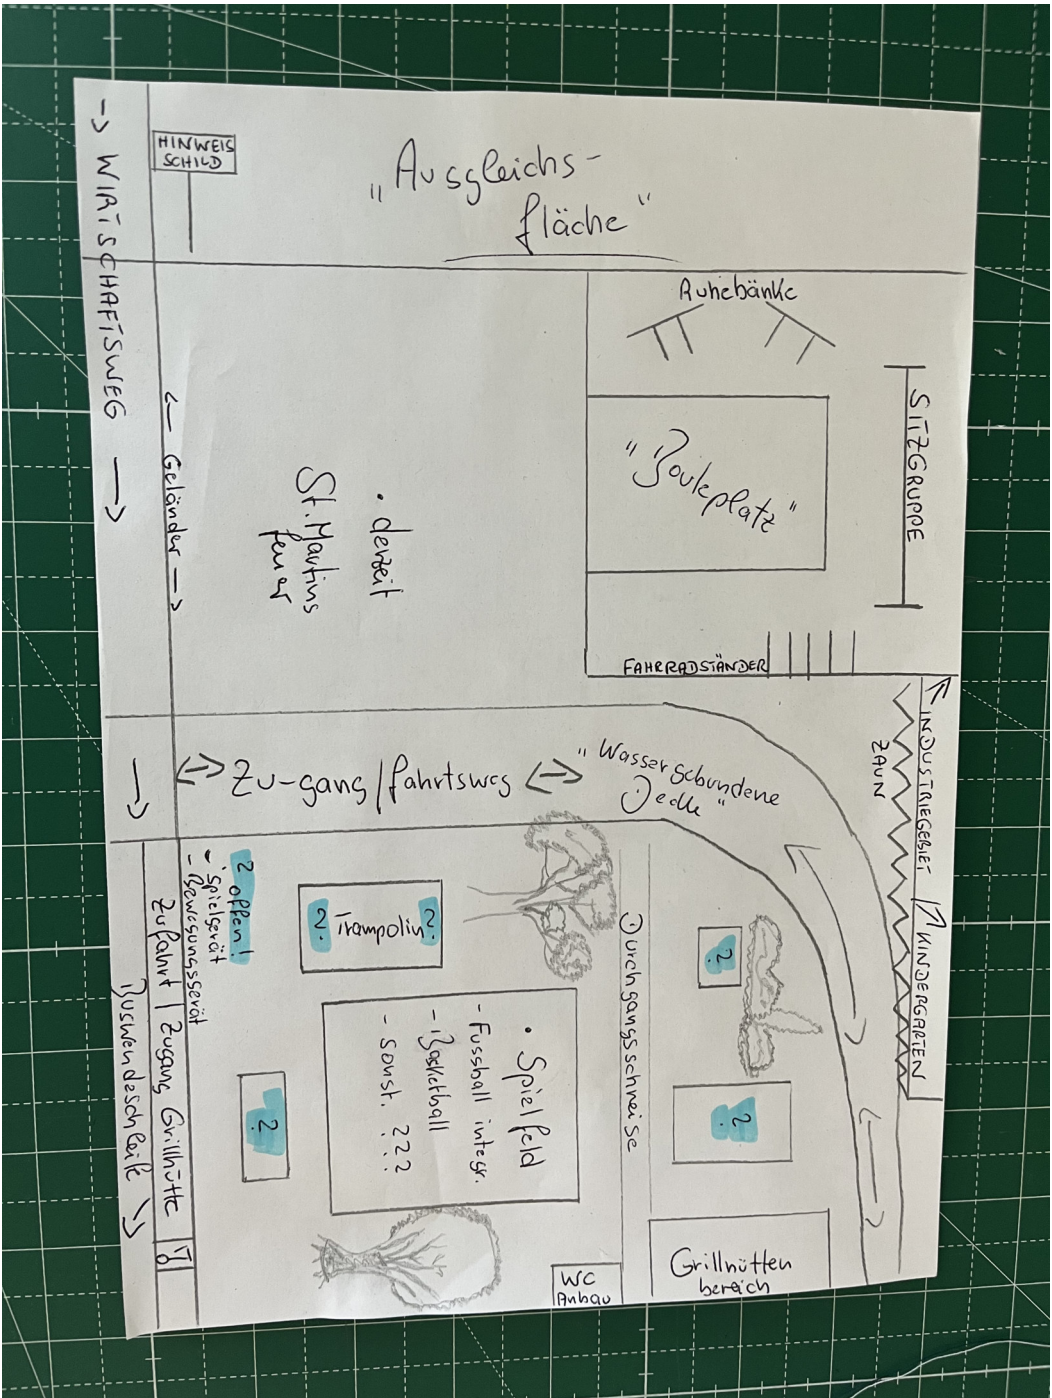 HINWEIS
SCHILD
"Ausgleichs-
fläche"
-> WIRTSCHAFTSWEG ->
<- Geländer ->
• derzeit
St. Martins
feuer
Ruhebänke
"Bouleplatz"
SITZGRUPPE
FAHRRADSTÄNDER
INDUSTRIEGEBIET / KINDERGARTEN
ZAUN
<-> Zu-gang/fahrtsweg <->
"Wassergebundene
Decke"
? offen!
- Spielgerät
- Bewegungsgerät
? Trampolin ?
Durchgangsschneise
?
?
?
• Spielfeld
- Fussball integr.
- Basketball
- sonst. ???
Zufahrt / Zugang Grillhütte
Buswendeschleife
WC
Anbau
Grillhütten
bereich